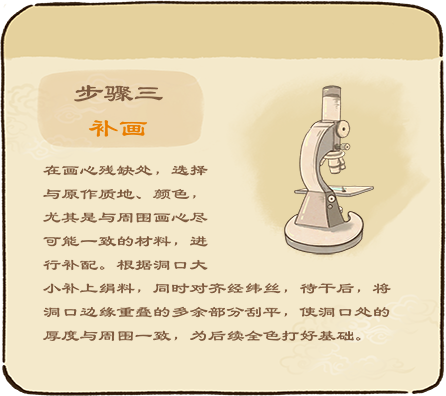 步骤三
补画
在画心残缺处，选择
与原作质地、颜色，
尤其是与周围画心尽
可能一致的材料，进
行补配。根据洞口大
小补上绢料，同时对齐经纬丝，待干后，将
洞口边缘重叠的多余部分刮平，使洞口处的
厚度与周围一致，为后续全色打好基础。